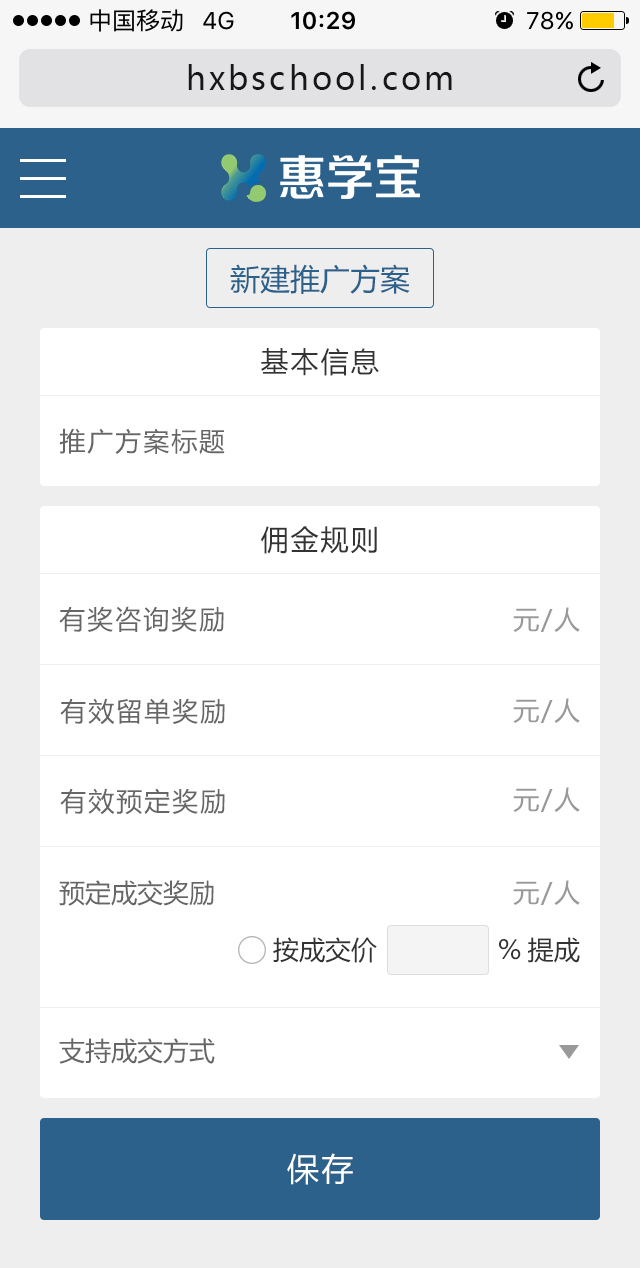 中国移动 4G 10:29 78%
hxbschool.com
惠学宝
新建推广方案
基本信息
推广方案标题
佣金规则
有奖咨询奖励 元/人
有效留单奖励 元/人
有效预定奖励 元/人
预定成交奖励 元/人
按成交价 % 提成
支持成交方式
保存